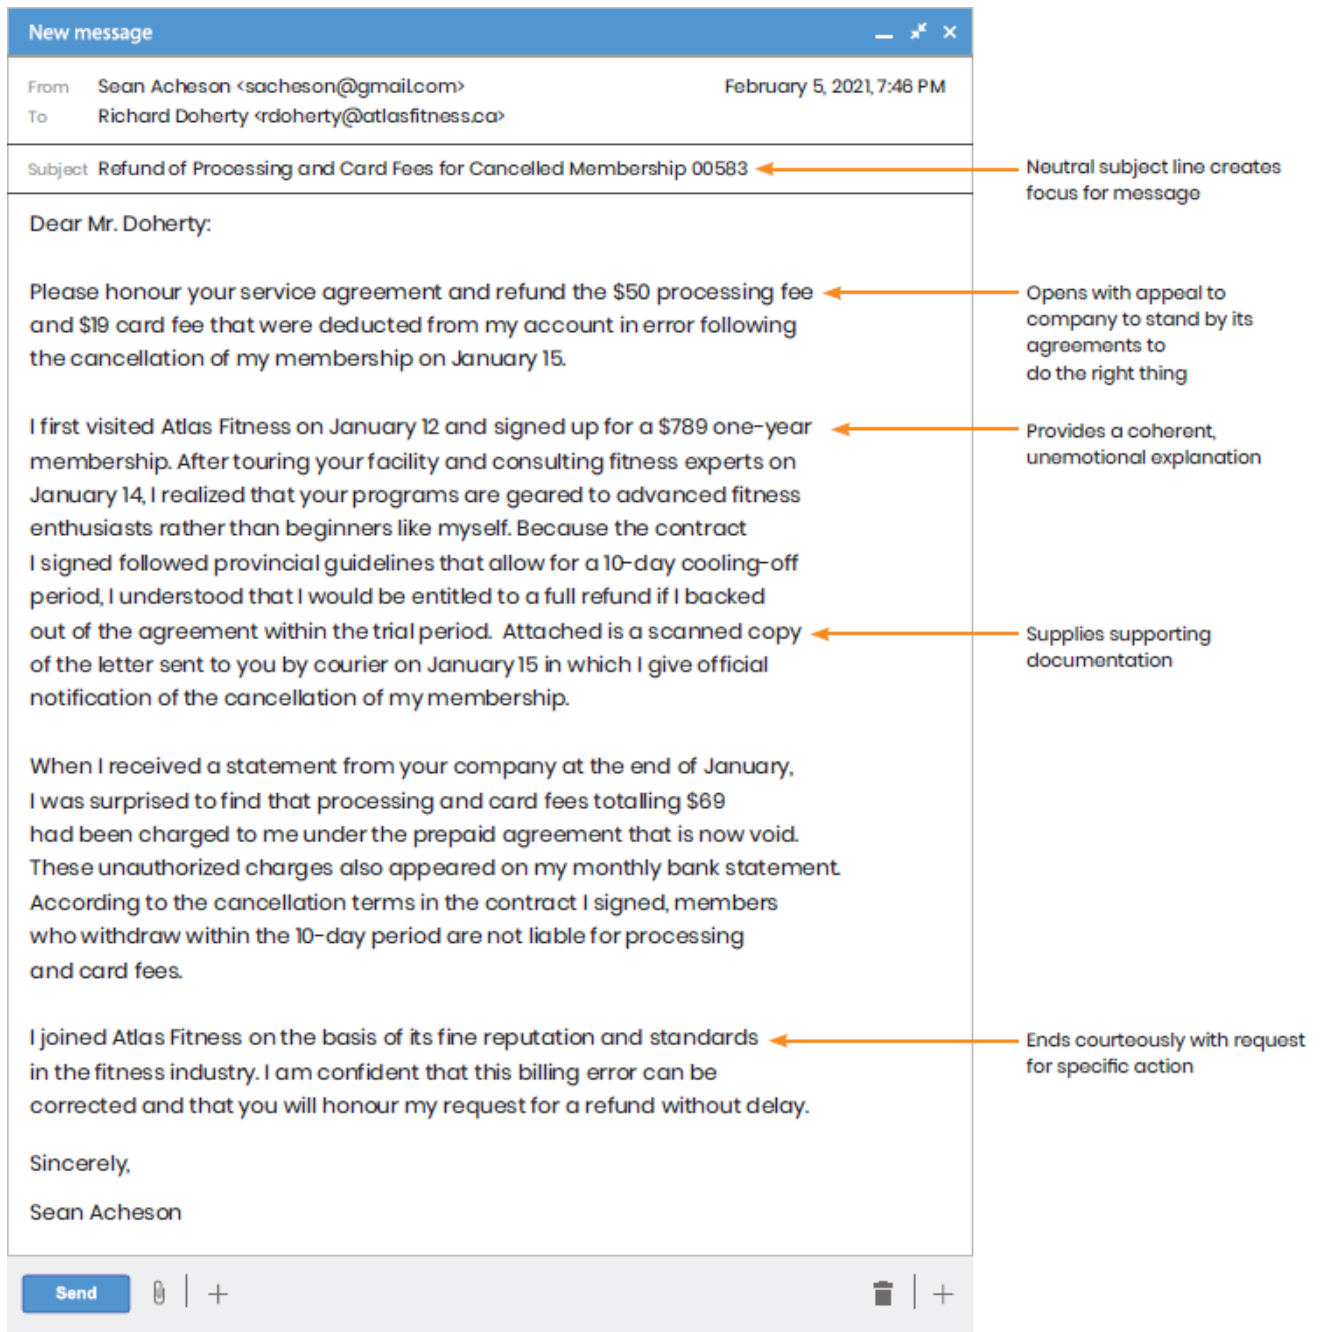 New message
From Sean Acheson <sacheson@gmail.com> February 5, 2021, 7:46 PM
To Richard Doherty <rdoherty@atlasfitness.ca>
Subject Refund of Processing and Card Fees for Cancelled Membership 00583
Neutral subject line creates
focus for message
Dear Mr. Doherty:
Please honour your service agreement and refund the $50 processing fee
and $19 card fee that were deducted from my account in error following
the cancellation of my membership on January 15.
Opens with appeal to
company to stand by its
agreements to
do the right thing
I first visited Atlas Fitness on January 12 and signed up for a $789 one-year
membership. After touring your facility and consulting fitness experts on
January 14, I realized that your programs are geared to advanced fitness
enthusiasts rather than beginners like myself. Because the contract
I signed followed provincial guidelines that allow for a 10-day cooling-off
period, I understood that I would be entitled to a full refund if I backed
out of the agreement within the trial period. Attached is a scanned copy
of the letter sent to you by courier on January 15 in which I give official
notification of the cancellation of my membership.
Provides a coherent,
unemotional explanation
Supplies supporting
documentation
When I received a statement from your company at the end of January,
I was surprised to find that processing and card fees totalling $69
had been charged to me under the prepaid agreement that is now void.
These unauthorized charges also appeared on my monthly bank statement.
According to the cancellation terms in the contract I signed, members
who withdraw within the 10-day period are not liable for processing
and card fees.
I joined Atlas Fitness on the basis of its fine reputation and standards
in the fitness industry. I am confident that this billing error can be
corrected and that you will honour my request for a refund without delay.
Ends courteously with request
for specific action
Sincerely,
Sean Acheson
Send